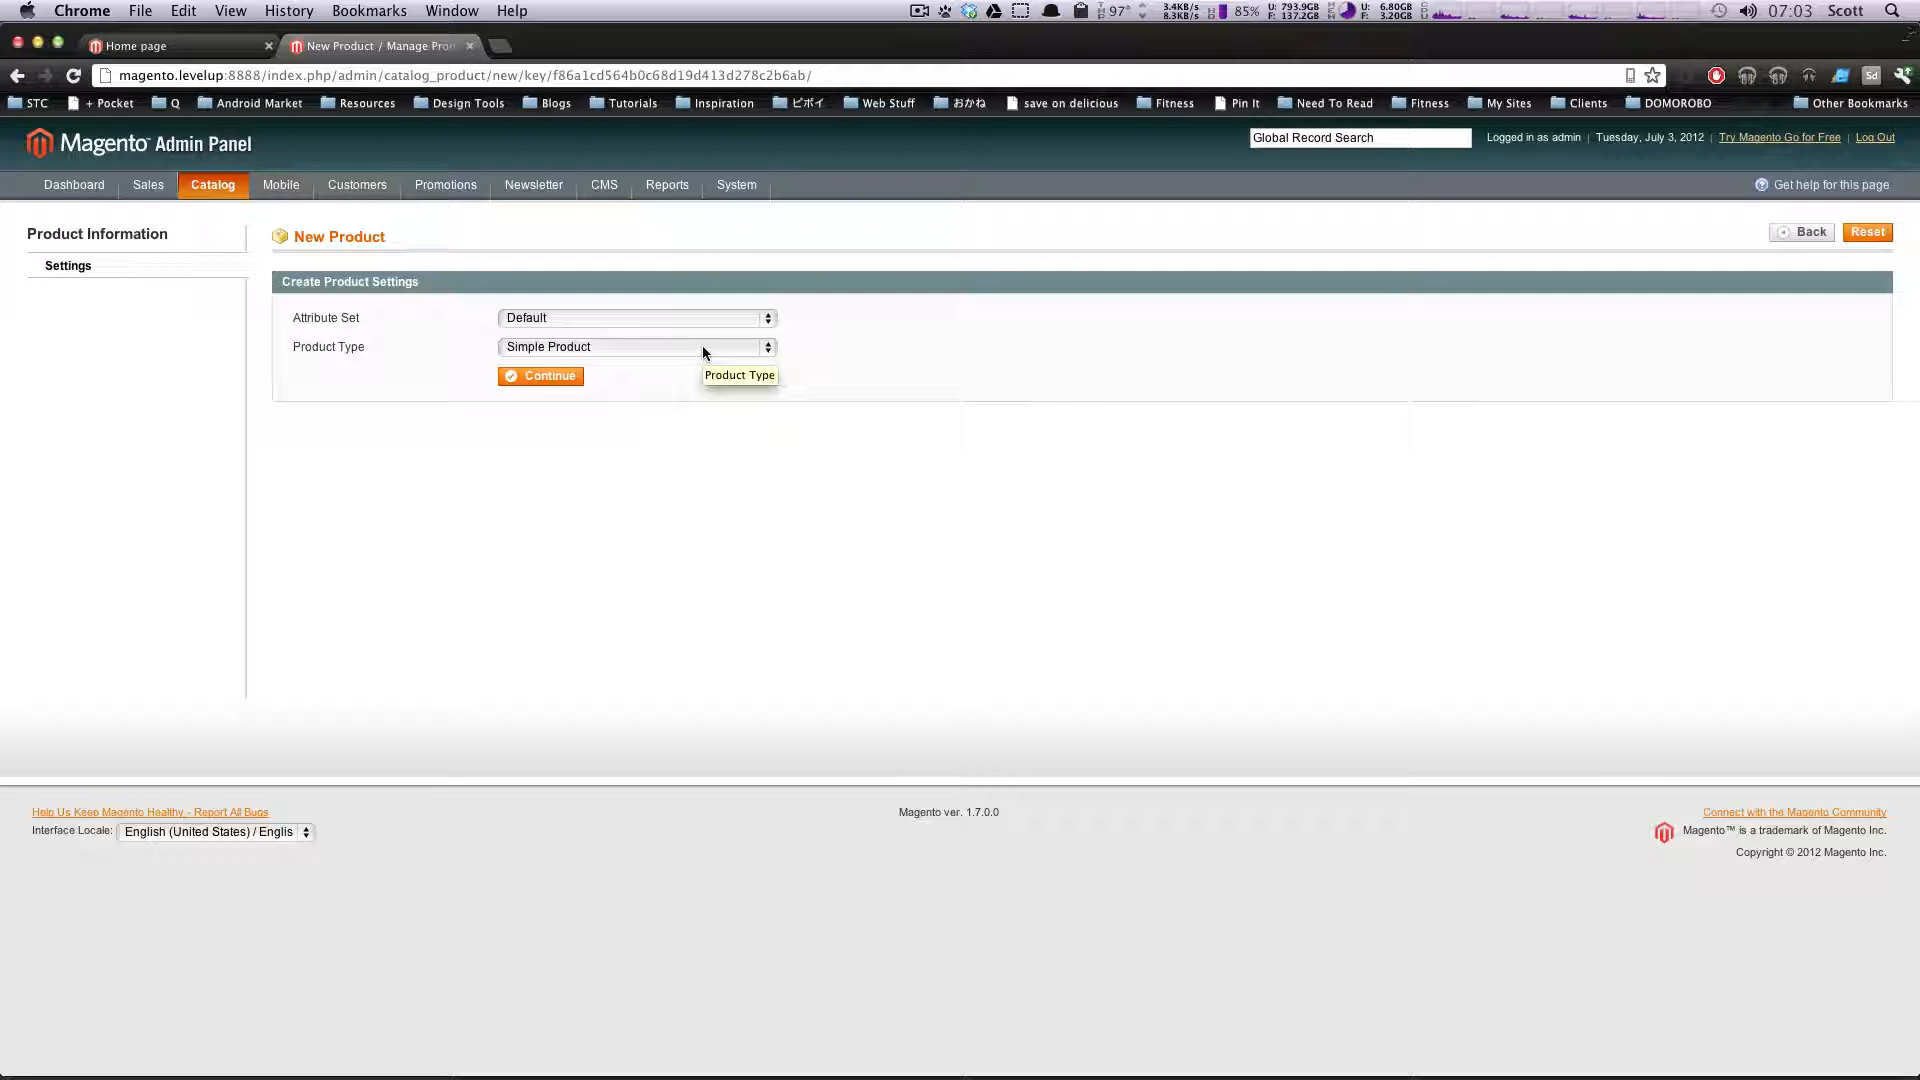 Chrome File Edit View History Bookmarks Window Help 97° 3.4KB/s 8.3KB/s 85% U: 793.9GB F: 137.2GB U: 6.80GB F: 3.20GB 07:03 Scott
Home page New Product / Manage Pro
magento.levelup:8888/index.php/admin/catalog_product/new/key/f86a1cd564b0c68d19d413d278c2b6ab/ Sd
STC + Pocket Q Android Market Resources Design Tools Blogs Tutorials Inspiration ビボイ Web Stuff おかね save on delicious Fitness Pin It Need To Read Fitness My Sites Clients DOMOROBO Other Bookmarks
Magento™ Admin Panel Global Record Search Logged in as admin | Tuesday, July 3, 2012 | Try Magento Go for Free | Log Out
Dashboard Sales Catalog Mobile Customers Promotions Newsletter CMS Reports System Get help for this page
Product Information
Settings
New Product Back Reset
Create Product Settings
Attribute Set Default
Product Type Simple Product
Continue
Product Type
Help Us Keep Magento Healthy - Report All Bugs Magento ver. 1.7.0.0 Connect with the Magento Community
Interface Locale: English (United States) / Englis Magento™ is a trademark of Magento Inc.
Copyright © 2012 Magento Inc.